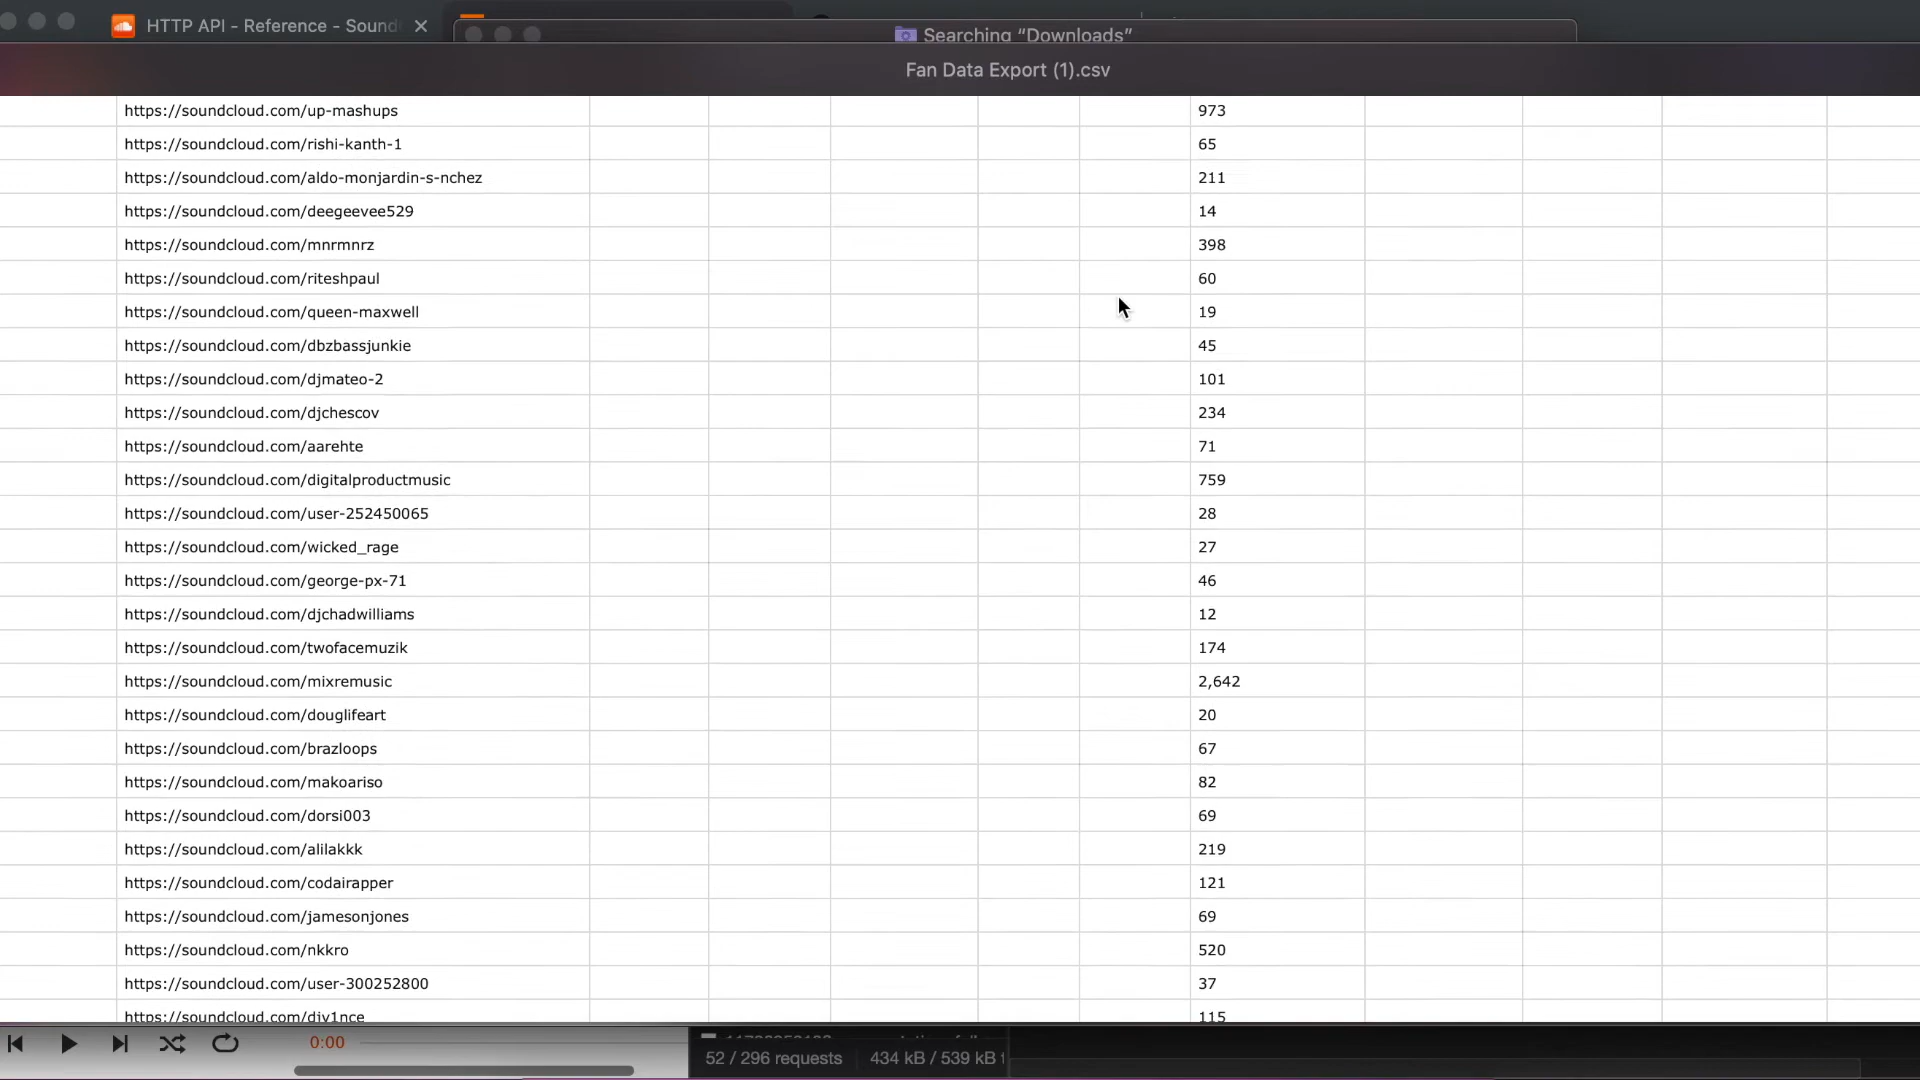 HTTP API - Reference - Sound
Searching “Downloads”
Fan Data Export (1).csv
https://soundcloud.com/up-mashups 973
https://soundcloud.com/rishi-kanth-1 65
https://soundcloud.com/aldo-monjardin-s-nchez 211
https://soundcloud.com/deegeevee529 14
https://soundcloud.com/mnrmnrz 398
https://soundcloud.com/riteshpaul 60
https://soundcloud.com/queen-maxwell 19
https://soundcloud.com/dbzbassjunkie 45
https://soundcloud.com/djmateo-2 101
https://soundcloud.com/djchescov 234
https://soundcloud.com/aarehte 71
https://soundcloud.com/digitalproductmusic 759
https://soundcloud.com/user-252450065 28
https://soundcloud.com/wicked_rage 27
https://soundcloud.com/george-px-71 46
https://soundcloud.com/djchadwilliams 12
https://soundcloud.com/twofacemuzik 174
https://soundcloud.com/mixremusic 2,642
https://soundcloud.com/douglifeart 20
https://soundcloud.com/brazloops 67
https://soundcloud.com/makoariso 82
https://soundcloud.com/dorsi003 69
https://soundcloud.com/alilakkk 219
https://soundcloud.com/codairapper 121
https://soundcloud.com/jamesonjones 69
https://soundcloud.com/nkkro 520
https://soundcloud.com/user-300252800 37
https://soundcloud.com/div1nce 115
0:00
52 / 296 requests 434 kB / 539 kB t